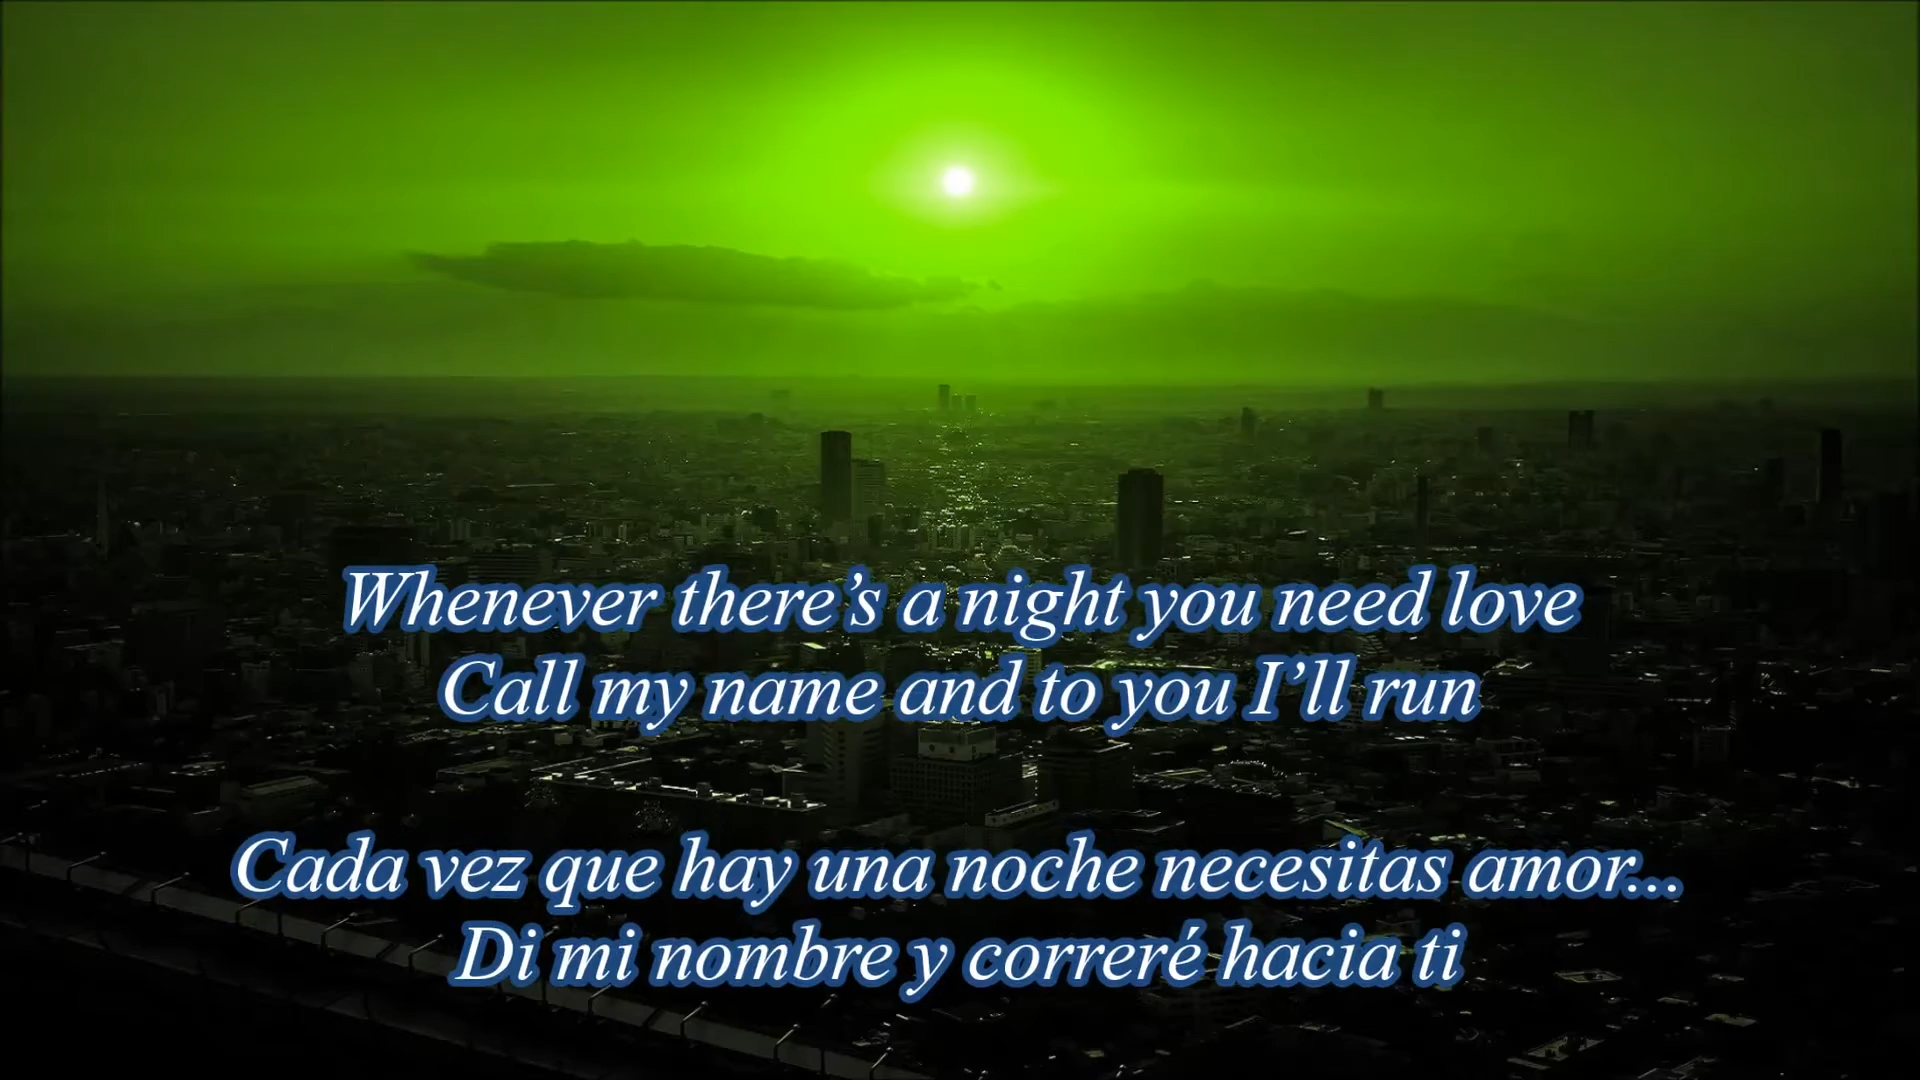 Whenever there’s a night you need love
Call my name and to you I’ll run
Cada vez que hay una noche necesitas amor...
Di mi nombre y correré hacia ti